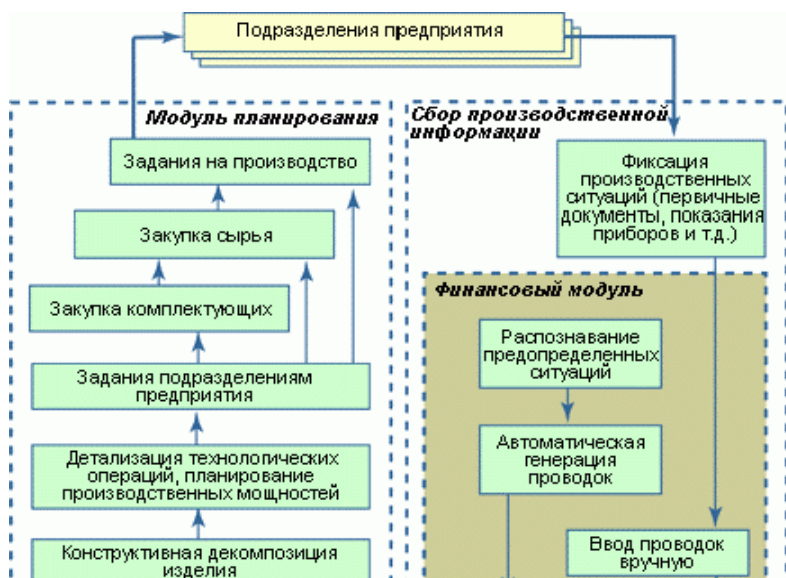 Подразделения предприятия
Модуль планирования
Задания на производство
Закупка сырья
Закупка комплектующих
Задания подразделениям
предприятия
Детализация технологических
операций, планирование
производственных мощностей
Конструктивная декомпозиция
изделия
Сбор производственной
информации
Фиксация
производственных
ситуаций (первичные
документы, показания
приборов и т.д.)
Финансовый модуль
Распознавание
предопределенных
ситуаций
Автоматическая
генерация
проводок
Ввод проводок
вручную